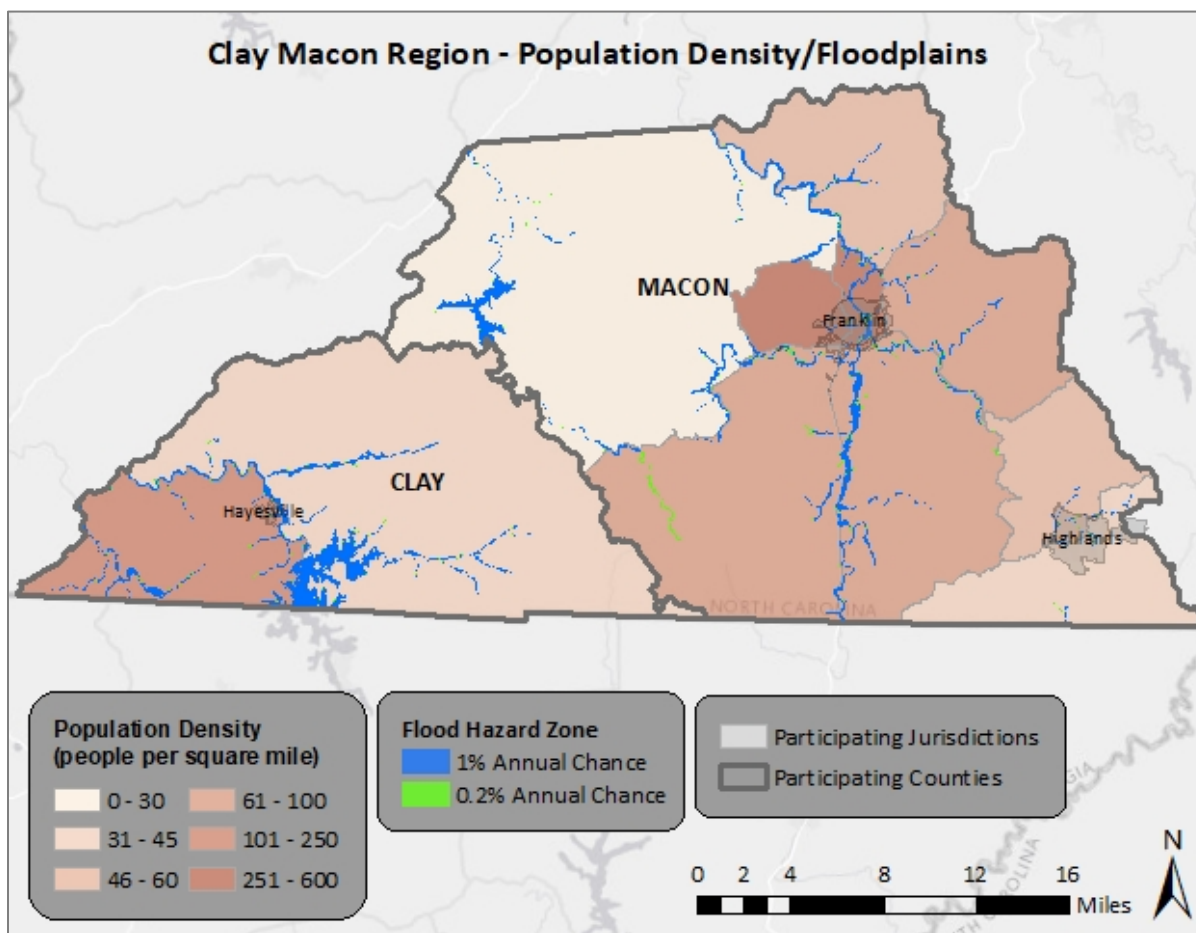 Clay Macon Region - Population Density/Floodplains
MACON
Franklin
CLAY
Hayesville
Highlands
NORTH CAROLINA
Population Density
(people per square mile)
0 - 30
61 - 100
31 - 45
101 - 250
46 - 60
251 - 600
Flood Hazard Zone
1% Annual Chance
0.2% Annual Chance
Participating Jurisdictions
Participating Counties
N
0 2 4 8 12 16
Miles